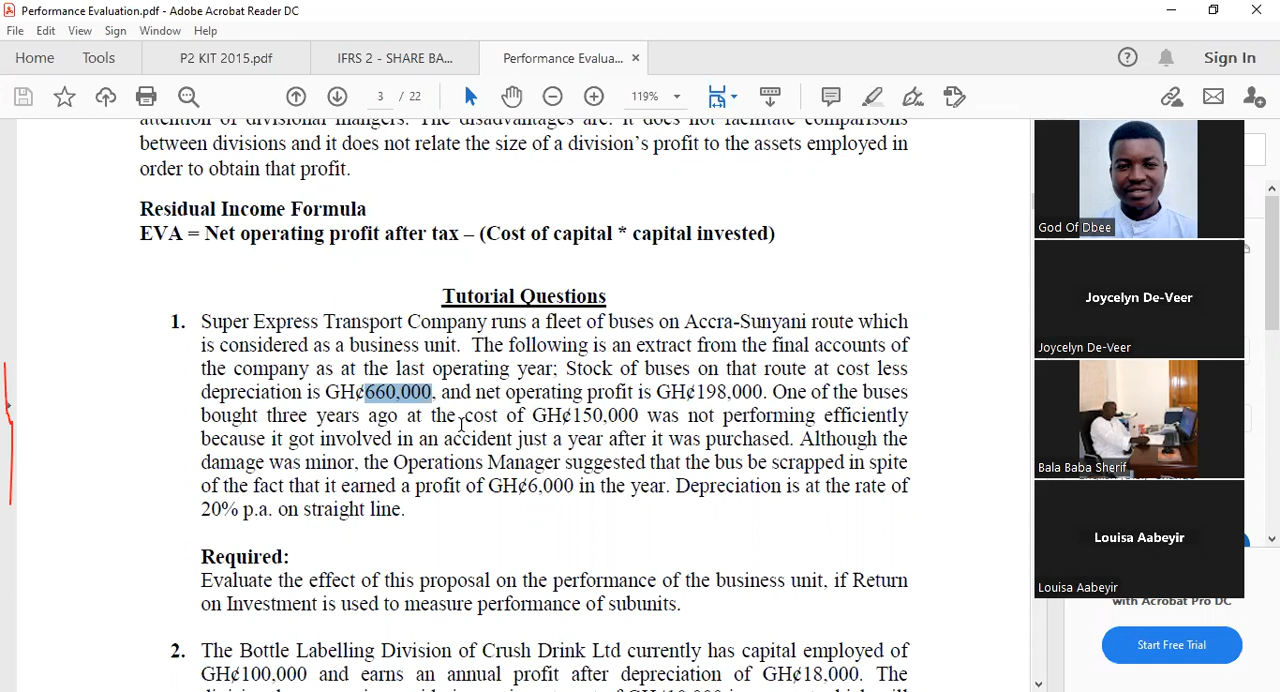 Performance Evaluation.pdf - Adobe Acrobat Reader DC
File Edit View Sign Window Help
Home Tools P2 KIT 2015.pdf IFRS 2 - SHARE BA... Performance Evalua... × Sign In
3 / 22 119%
attention of divisional mangers. The disadvantages are: it does not facilitate comparisons
between divisions and it does not relate the size of a division's profit to the assets employed in
order to obtain that profit.
Residual Income Formula
EVA = Net operating profit after tax – (Cost of capital * capital invested)
Tutorial Questions
1. Super Express Transport Company runs a fleet of buses on Accra-Sunyani route which
is considered as a business unit. The following is an extract from the final accounts of
the company as at the last operating year; Stock of buses on that route at cost less
depreciation is GH¢660,000, and net operating profit is GH¢198,000. One of the buses
bought three years ago at the cost of GH¢150,000 was not performing efficiently
because it got involved in an accident just a year after it was purchased. Although the
damage was minor, the Operations Manager suggested that the bus be scrapped in spite
of the fact that it earned a profit of GH¢6,000 in the year. Depreciation is at the rate of
20% p.a. on straight line.
Required:
Evaluate the effect of this proposal on the performance of the business unit, if Return
on Investment is used to measure performance of subunits.
2. The Bottle Labelling Division of Crush Drink Ltd currently has capital employed of
GH¢100,000 and earns an annual profit after depreciation of GH¢18,000. The
God Of Dbee
Joycelyn De-Veer
Joycelyn De-Veer
Bala Baba Sherif
Louisa Aabeyir
Louisa Aabeyir
with Acrobat Pro DC
Start Free Trial